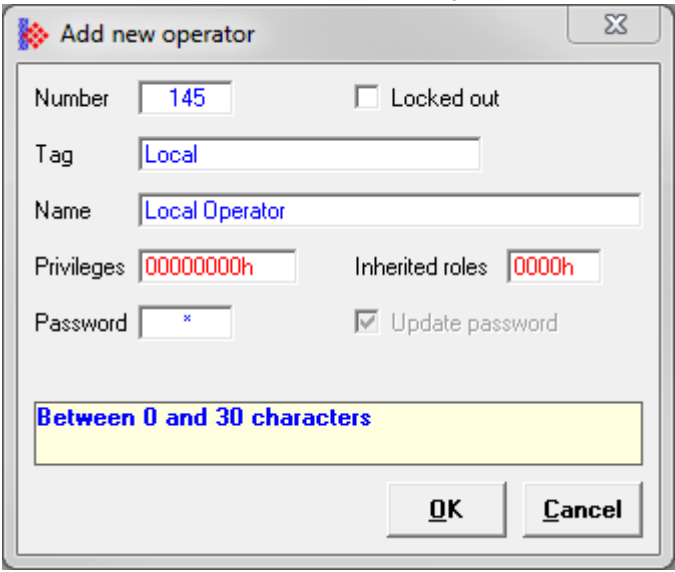 Add new operator
Number 145 Locked out
Tag Local
Name Local Operator
Privileges 00000000h Inherited roles 0000h
Password * Update password
Between 0 and 30 characters
OK Cancel